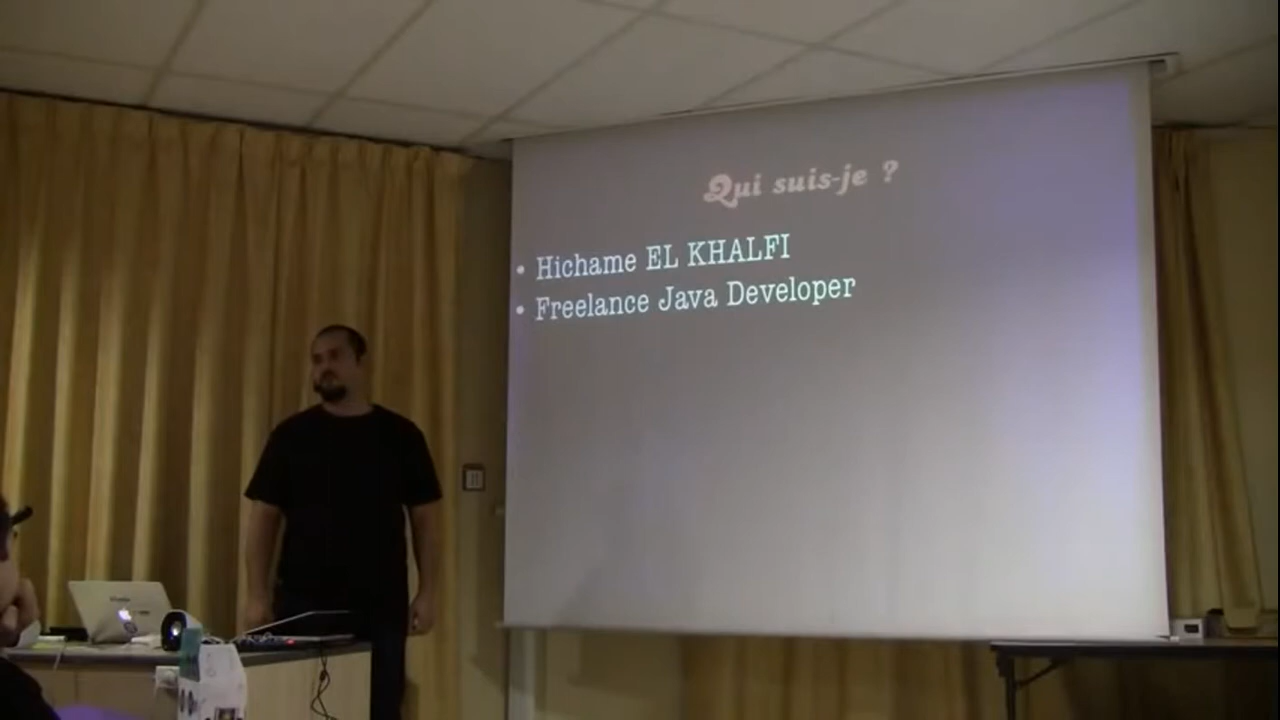 Qui suis-je ?
• Hichame EL KHALFI
• Freelance Java Developer